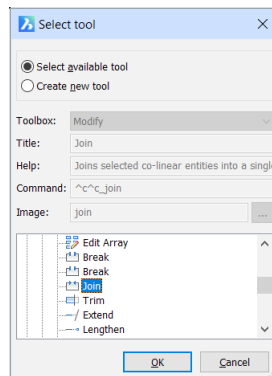 Select tool
Select available tool
Create new tool
Toolbox: Modify
Title: Join
Help: Joins selected co-linear entities into a single
Command: ^c^c_join
Image: join ...
Edit Array
Break
Break
Join
Trim
Extend
Lengthen
OK Cancel